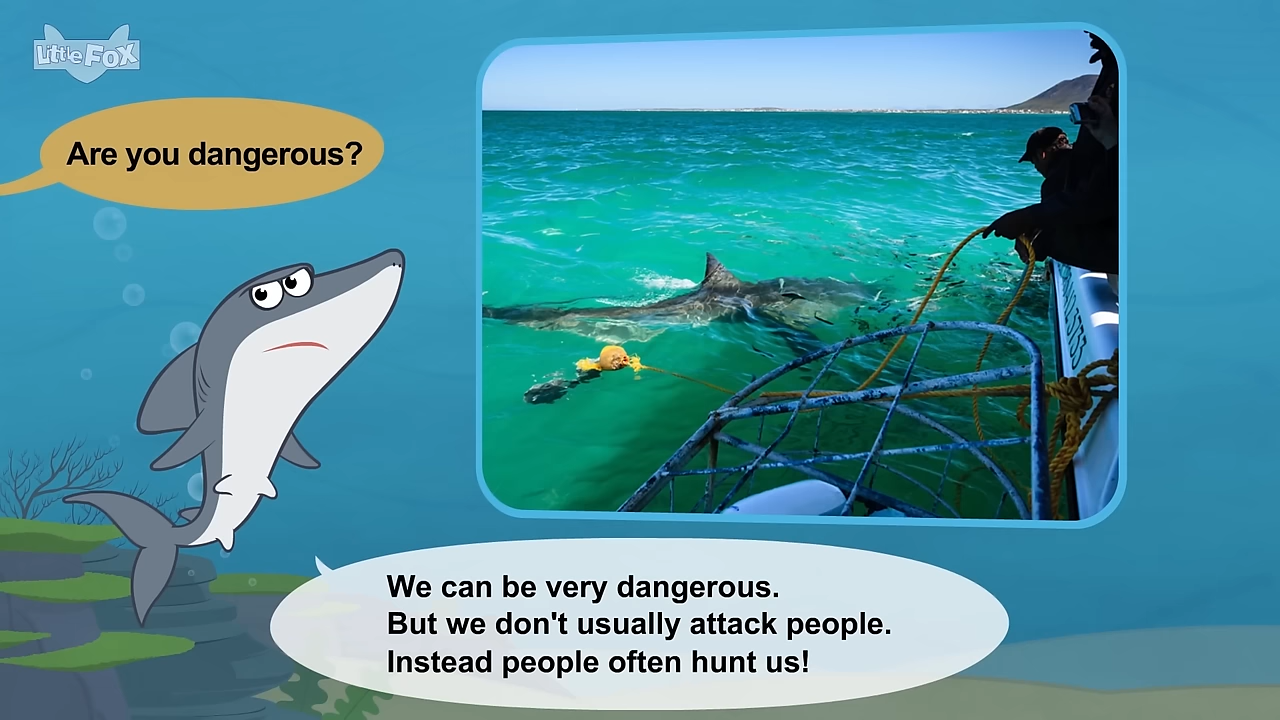 Little Fox
Are you dangerous?
We can be very dangerous.
But we don't usually attack people.
Instead people often hunt us!